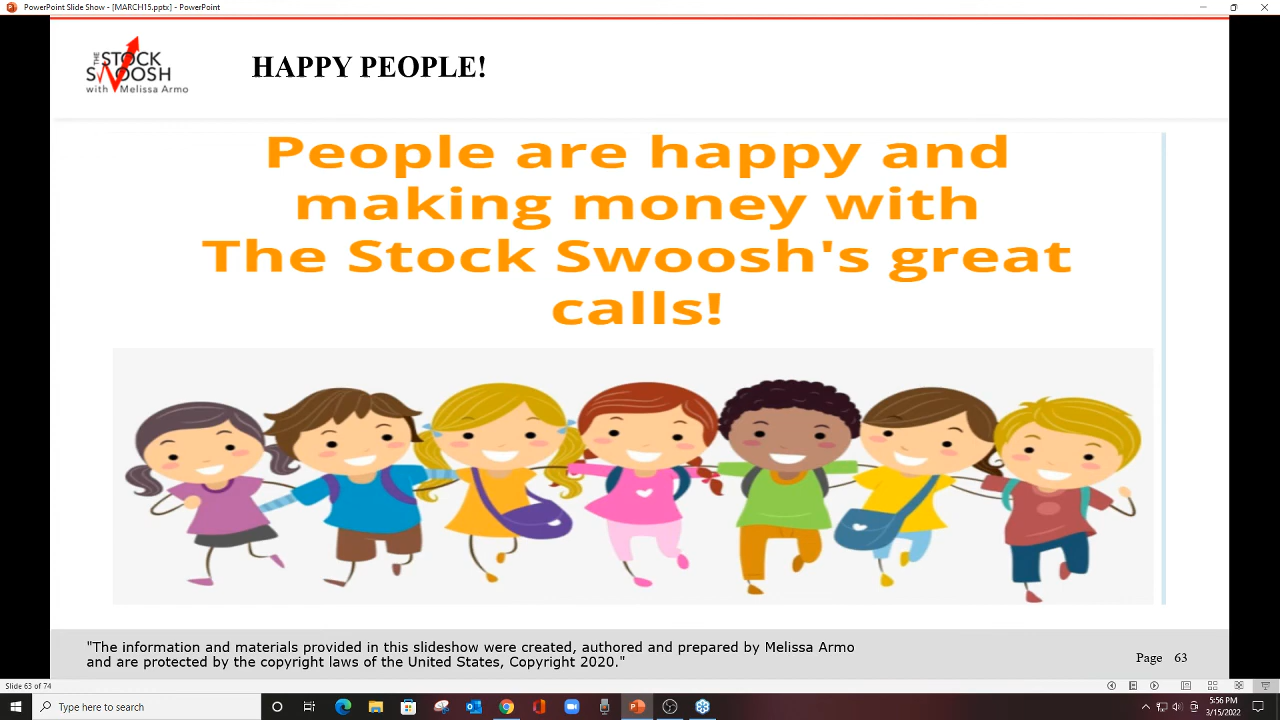 PowerPoint Slide Show - [MARCH15.pptx] - PowerPoint
THE STOCK
SWOOSH
with Melissa Armo
HAPPY PEOPLE!
People are happy and
making money with
The Stock Swoosh's great
calls!
"The information and materials provided in this slideshow were created, authored and prepared by Melissa Armo
and are protected by the copyright laws of the United States, Copyright 2020."
Page 63
Slide 63 of 74
Type here to search
5:56 PM
3/15/2022